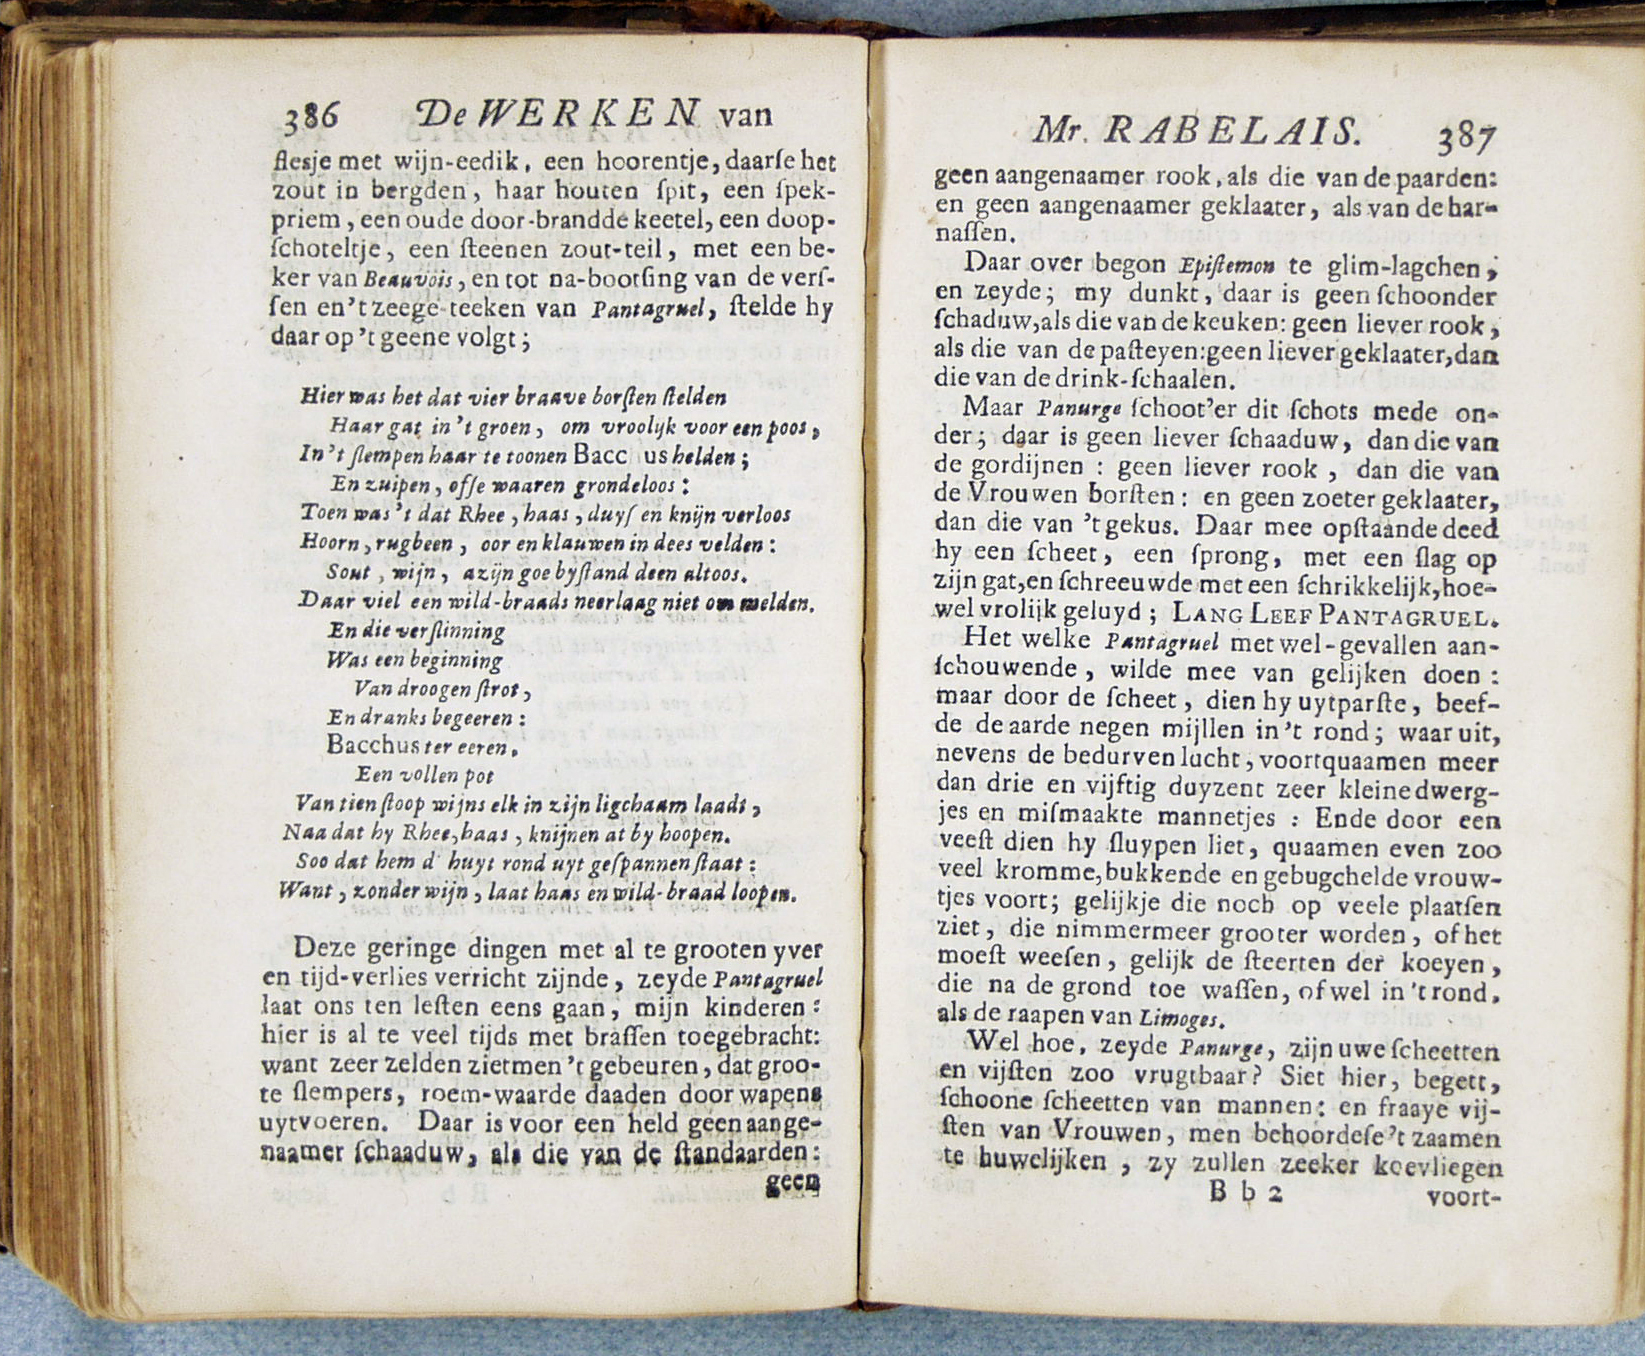 386 De WERKEN van
flesje met wijn-eedik, een hoorentje, daarſe het
zout in bergden, haar houten ſpit, een ſpek-
priem, een oude door-brandde keetel, een doop-
ſchoteltje, een ſteenen zout-teil, met een be-
ker van Beauvois, en tot na-bootſing van de verſ-
ſen en 't zeege-teeken van Pantagruel, ſtelde hy
daar op 't geene volgt;
Hier was het dat vier braave borſten ſtelden
Haar gat in 't groen, om vroolijk voor een poos,
In 't ſlempen haar te toonen Bacc us helden;
En zuipen, ofſe waaren grondeloos:
Toen was 't dat Rhee, haas, duyſ en knijn verloos
Hoorn, rugbeen, oor en klauwen in dees velden:
Sout, wijn, azijn goe byſtand deen altoos.
Daar viel een wild-braads neerlaag niet om melden.
En die verſlinning
Was een beginning
Van droogen ſtrot,
En dranks begeeren:
Bacchus ter eeren,
Een vollen pot
Van tien ſtoop wijns elk in zijn ligchaam laadt,
Naa dat hy Rhee, haas, knijnen at by hoopen.
Soo dat hem d' huyt rond uyt geſpannen ſtaat:
Want, zonder wijn, laat haas en wild-braad loopen.
Deze geringe dingen met al te grooten yver
en tijd-verlies verricht zijnde, zeyde Pantagruel
laat ons ten leſten eens gaan, mijn kinderen:
hier is al te veel tijds met braſſen toegebracht:
want zeer zelden zietmen 't gebeuren, dat groo-
te ſlempers, roem-waarde daaden door wapens
uytvoeren. Daar is voor een held geen aange-
naamer ſchaaduw, als die van de ſtandaarden:
geen
Mr. RABELAIS. 387
geen aangenaamer rook, als die van de paarden:
en geen aangenaamer geklaater, als van de har-
naſſen.
Daar over begon Epiſtemon te glim-lagchen,
en zeyde; my dunkt, daar is geen ſchoonder
ſchaduw, als die van de keuken: geen liever rook,
als die van de paſteyen: geen liever geklaater, dan
die van de drink-ſchaalen.
Maar Panurge ſchoot'er dit ſchots mede on-
der; daar is geen liever ſchaaduw, dan die van
de gordijnen : geen liever rook, dan die van
de Vrouwen borſten: en geen zoeter geklaater,
dan die van 't gekus. Daar mee opſtaande deed
hy een ſcheet, een ſprong, met een ſlag op
zijn gat, en ſchreeuwde met een ſchrikkelijk, hoe-
wel vrolijk geluyd; LANG LEEF PANTAGRUEL.
Het welke Pantagruel met wel-gevallen aan-
ſchouwende, wilde mee van gelijken doen:
maar door de ſcheet, dien hy uytparſte, beef-
de de aarde negen mijllen in 't rond; waar uit,
nevens de bedurven lucht, voortquaamen meer
dan drie en vijftig duyzent zeer kleine dwerg-
jes en miſmaakte mannetjes : Ende door een
veeſt dien hy ſluypen liet, quaamen even zoo
veel kromme, bukkende en gebugchelde vrouw-
tjes voort; gelijkje die noch op veele plaatſen
ziet, die nimmermeer grooter worden, of het
moeſt weeſen, gelijk de ſteerten der koeyen,
die na de grond toe waſſen, of wel in 't rond,
als de raapen van Limoges.
Wel hoe, zeyde Panurge, zijn uwe ſcheetten
en vijſten zoo vrugtbaar? Siet hier, begett,
ſchoone ſcheetten van mannen: en fraaye vij-
ſten van Vrouwen, men behoordeſe 't zaamen
te huwelijken, zy zullen zeeker koevliegen
B b 2 voort-